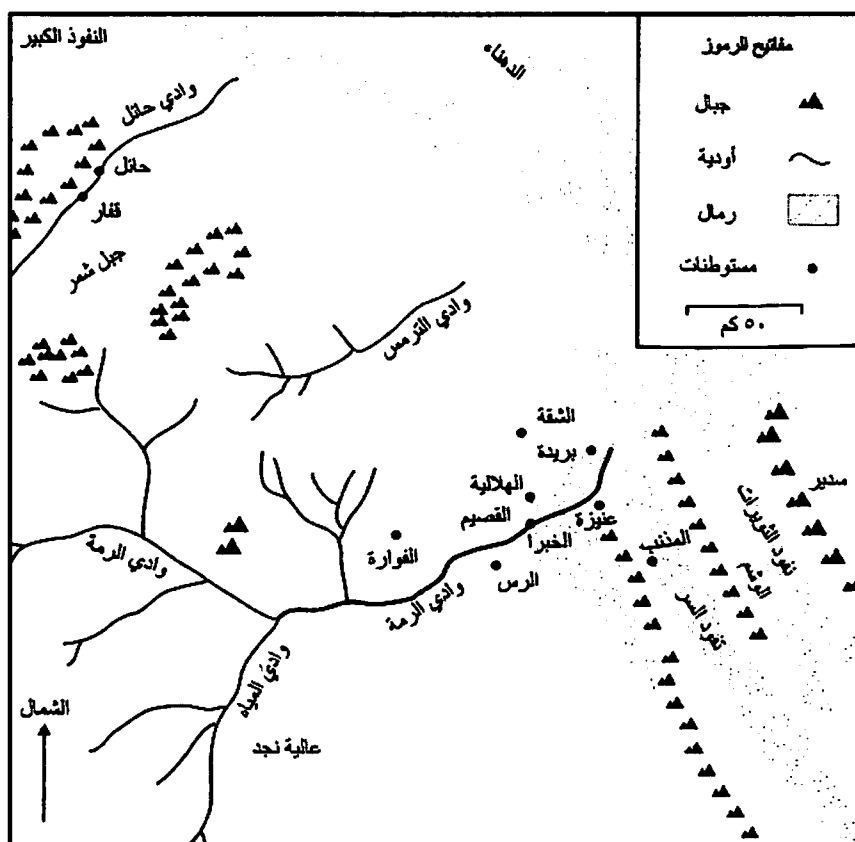 النفوذ الكبير
الدهناء
مفاتيح الرموز
جبال
أودية
رمال
مستوطنات
٥٠ كم
وادي حائل
حائل
قفار
جبل شمر
وادي الترمس
الشقة
بريدة
الهلالية
القصيم
عنيزة
الخبرا
الفوارة
الرس
المذنب
سدير
نفود الثويرات
الوشم
نفود السر
وادي الرمة
وادي الرمة
وادي المياه
عالية نجد
الشمال